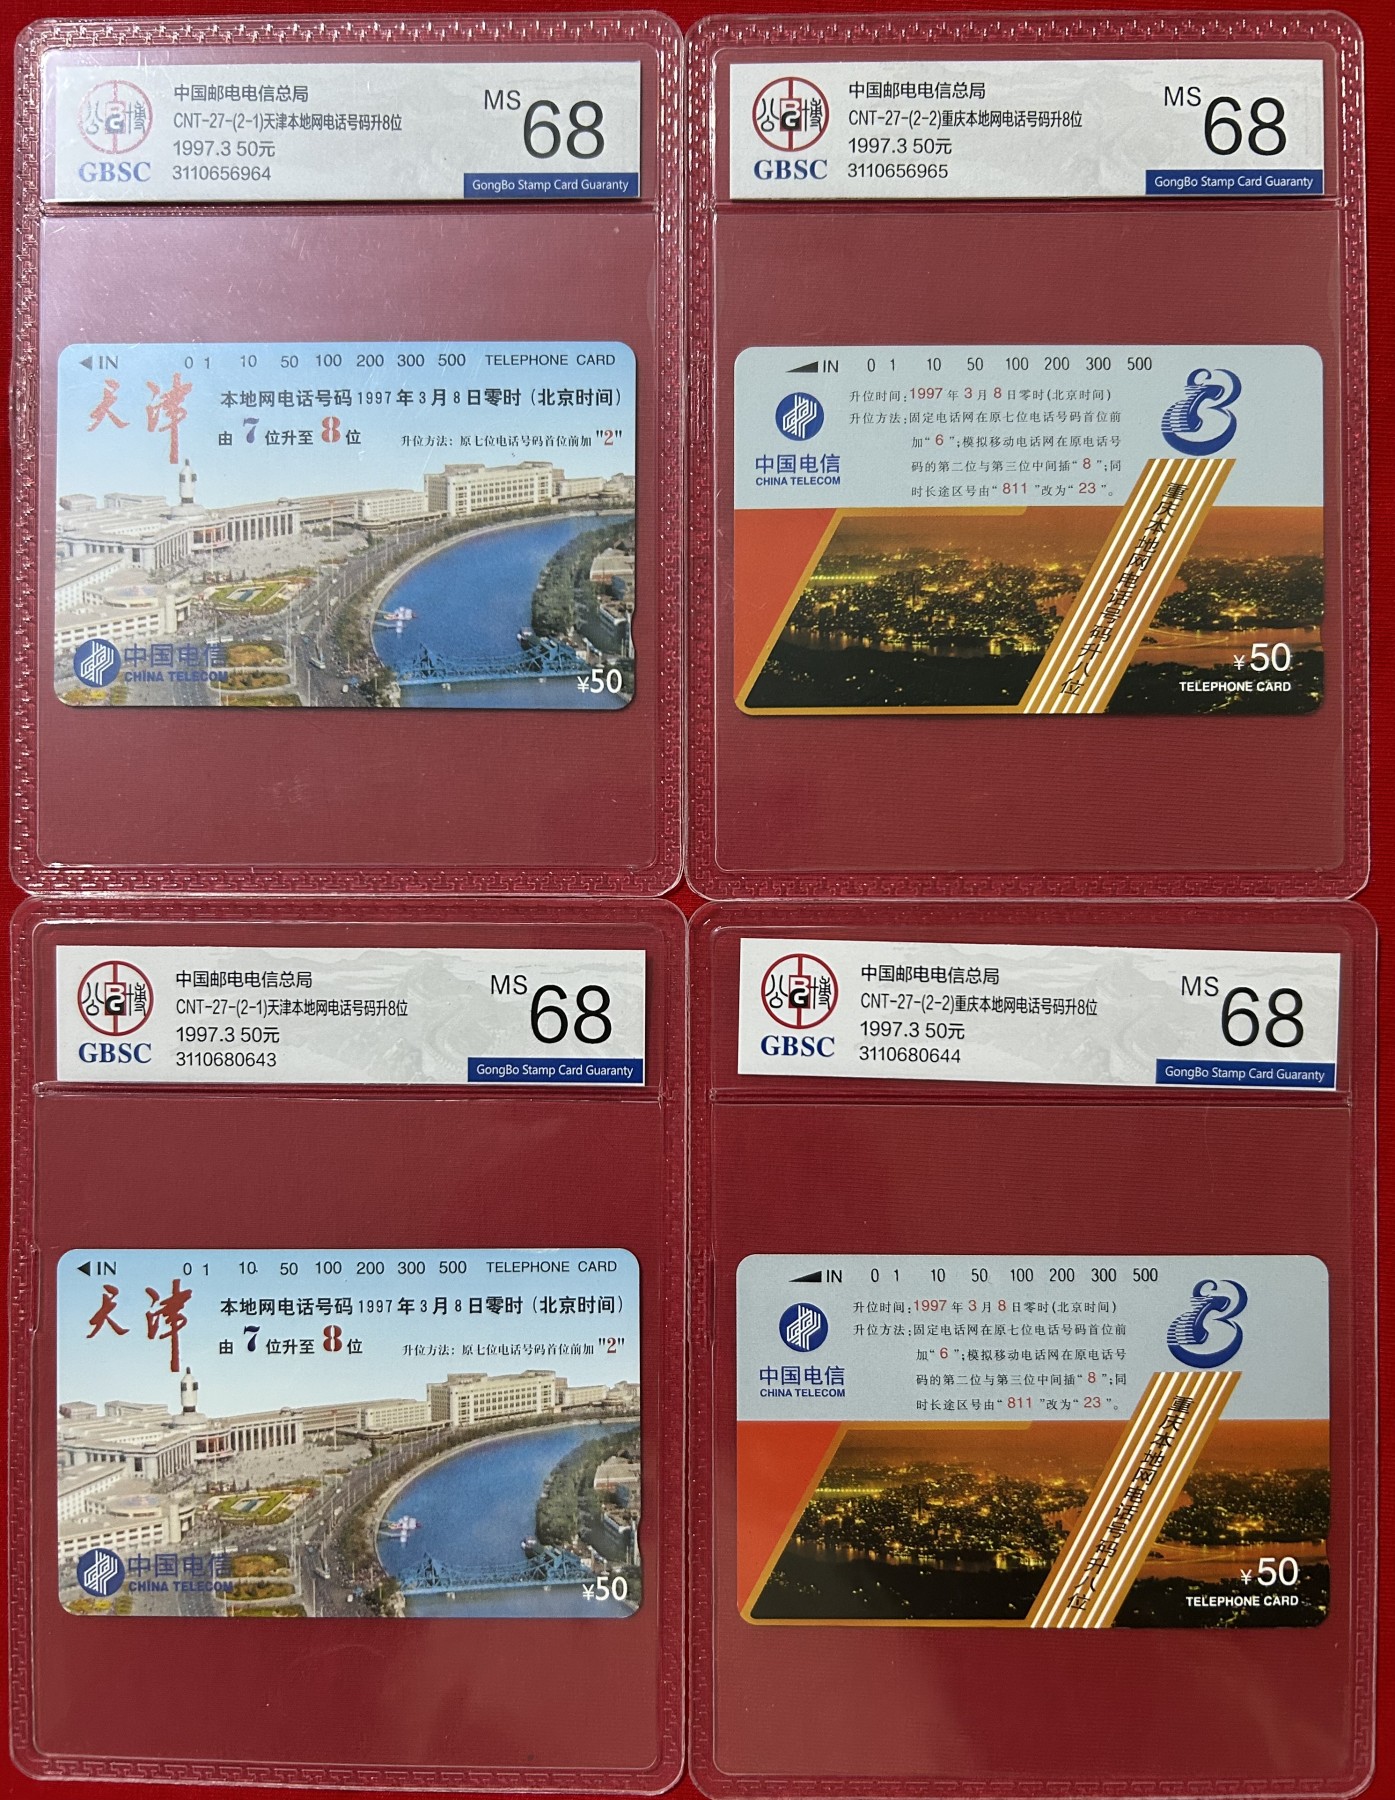 中国邮电电信总局
CNT-27-(2-1)天津本地网电话号码升8位
1997.3 50元
3110656964
公 BG 博
GBSC
MS 68
GongBo Stamp Card Guaranty
IN 0 1 10 50 100 200 300 500 TELEPHONE CARD
天津
本地网电话号码1997年3月8日零时(北京时间)
由7位升至8位
升位方法：原七位电话号码首位前加"2"
中国电信
CHINA TELECOM
¥50
中国邮电电信总局
CNT-27-(2-2)重庆本地网电话号码升8位
1997.3 50元
3110656965
公 BG 博
GBSC
MS 68
GongBo Stamp Card Guaranty
IN 0 1 10 50 100 200 300 500
中国电信
CHINA TELECOM
升位时间:1997年3月8日零时(北京时间)
升位方法:固定电话网在原七位电话号码首位前
加"6";模拟移动电话网在原电话号
码的第二位与第三位中间插"8";同
时长途区号由"811"改为"23"。
8
重庆本地网电话号码升八位
¥50
TELEPHONE CARD
中国邮电电信总局
CNT-27-(2-1)天津本地网电话号码升8位
1997.3 50元
3110680643
公 BG 博
GBSC
MS 68
GongBo Stamp Card Guaranty
IN 0 1 10 50 100 200 300 500 TELEPHONE CARD
天津
本地网电话号码1997年3月8日零时(北京时间)
由7位升至8位
升位方法：原七位电话号码首位前加"2"
中国电信
CHINA TELECOM
¥50
中国邮电电信总局
CNT-27-(2-2)重庆本地网电话号码升8位
1997.3 50元
3110680644
公 BG 博
GBSC
MS 68
GongBo Stamp Card Guaranty
IN 0 1 10 50 100 200 300 500
中国电信
CHINA TELECOM
升位时间:1997年3月8日零时(北京时间)
升位方法:固定电话网在原七位电话号码首位前
加"6";模拟移动电话网在原电话号
码的第二位与第三位中间插"8";同
时长途区号由"811"改为"23"。
8
重庆本地网电话号码升八位
¥50
TELEPHONE CARD